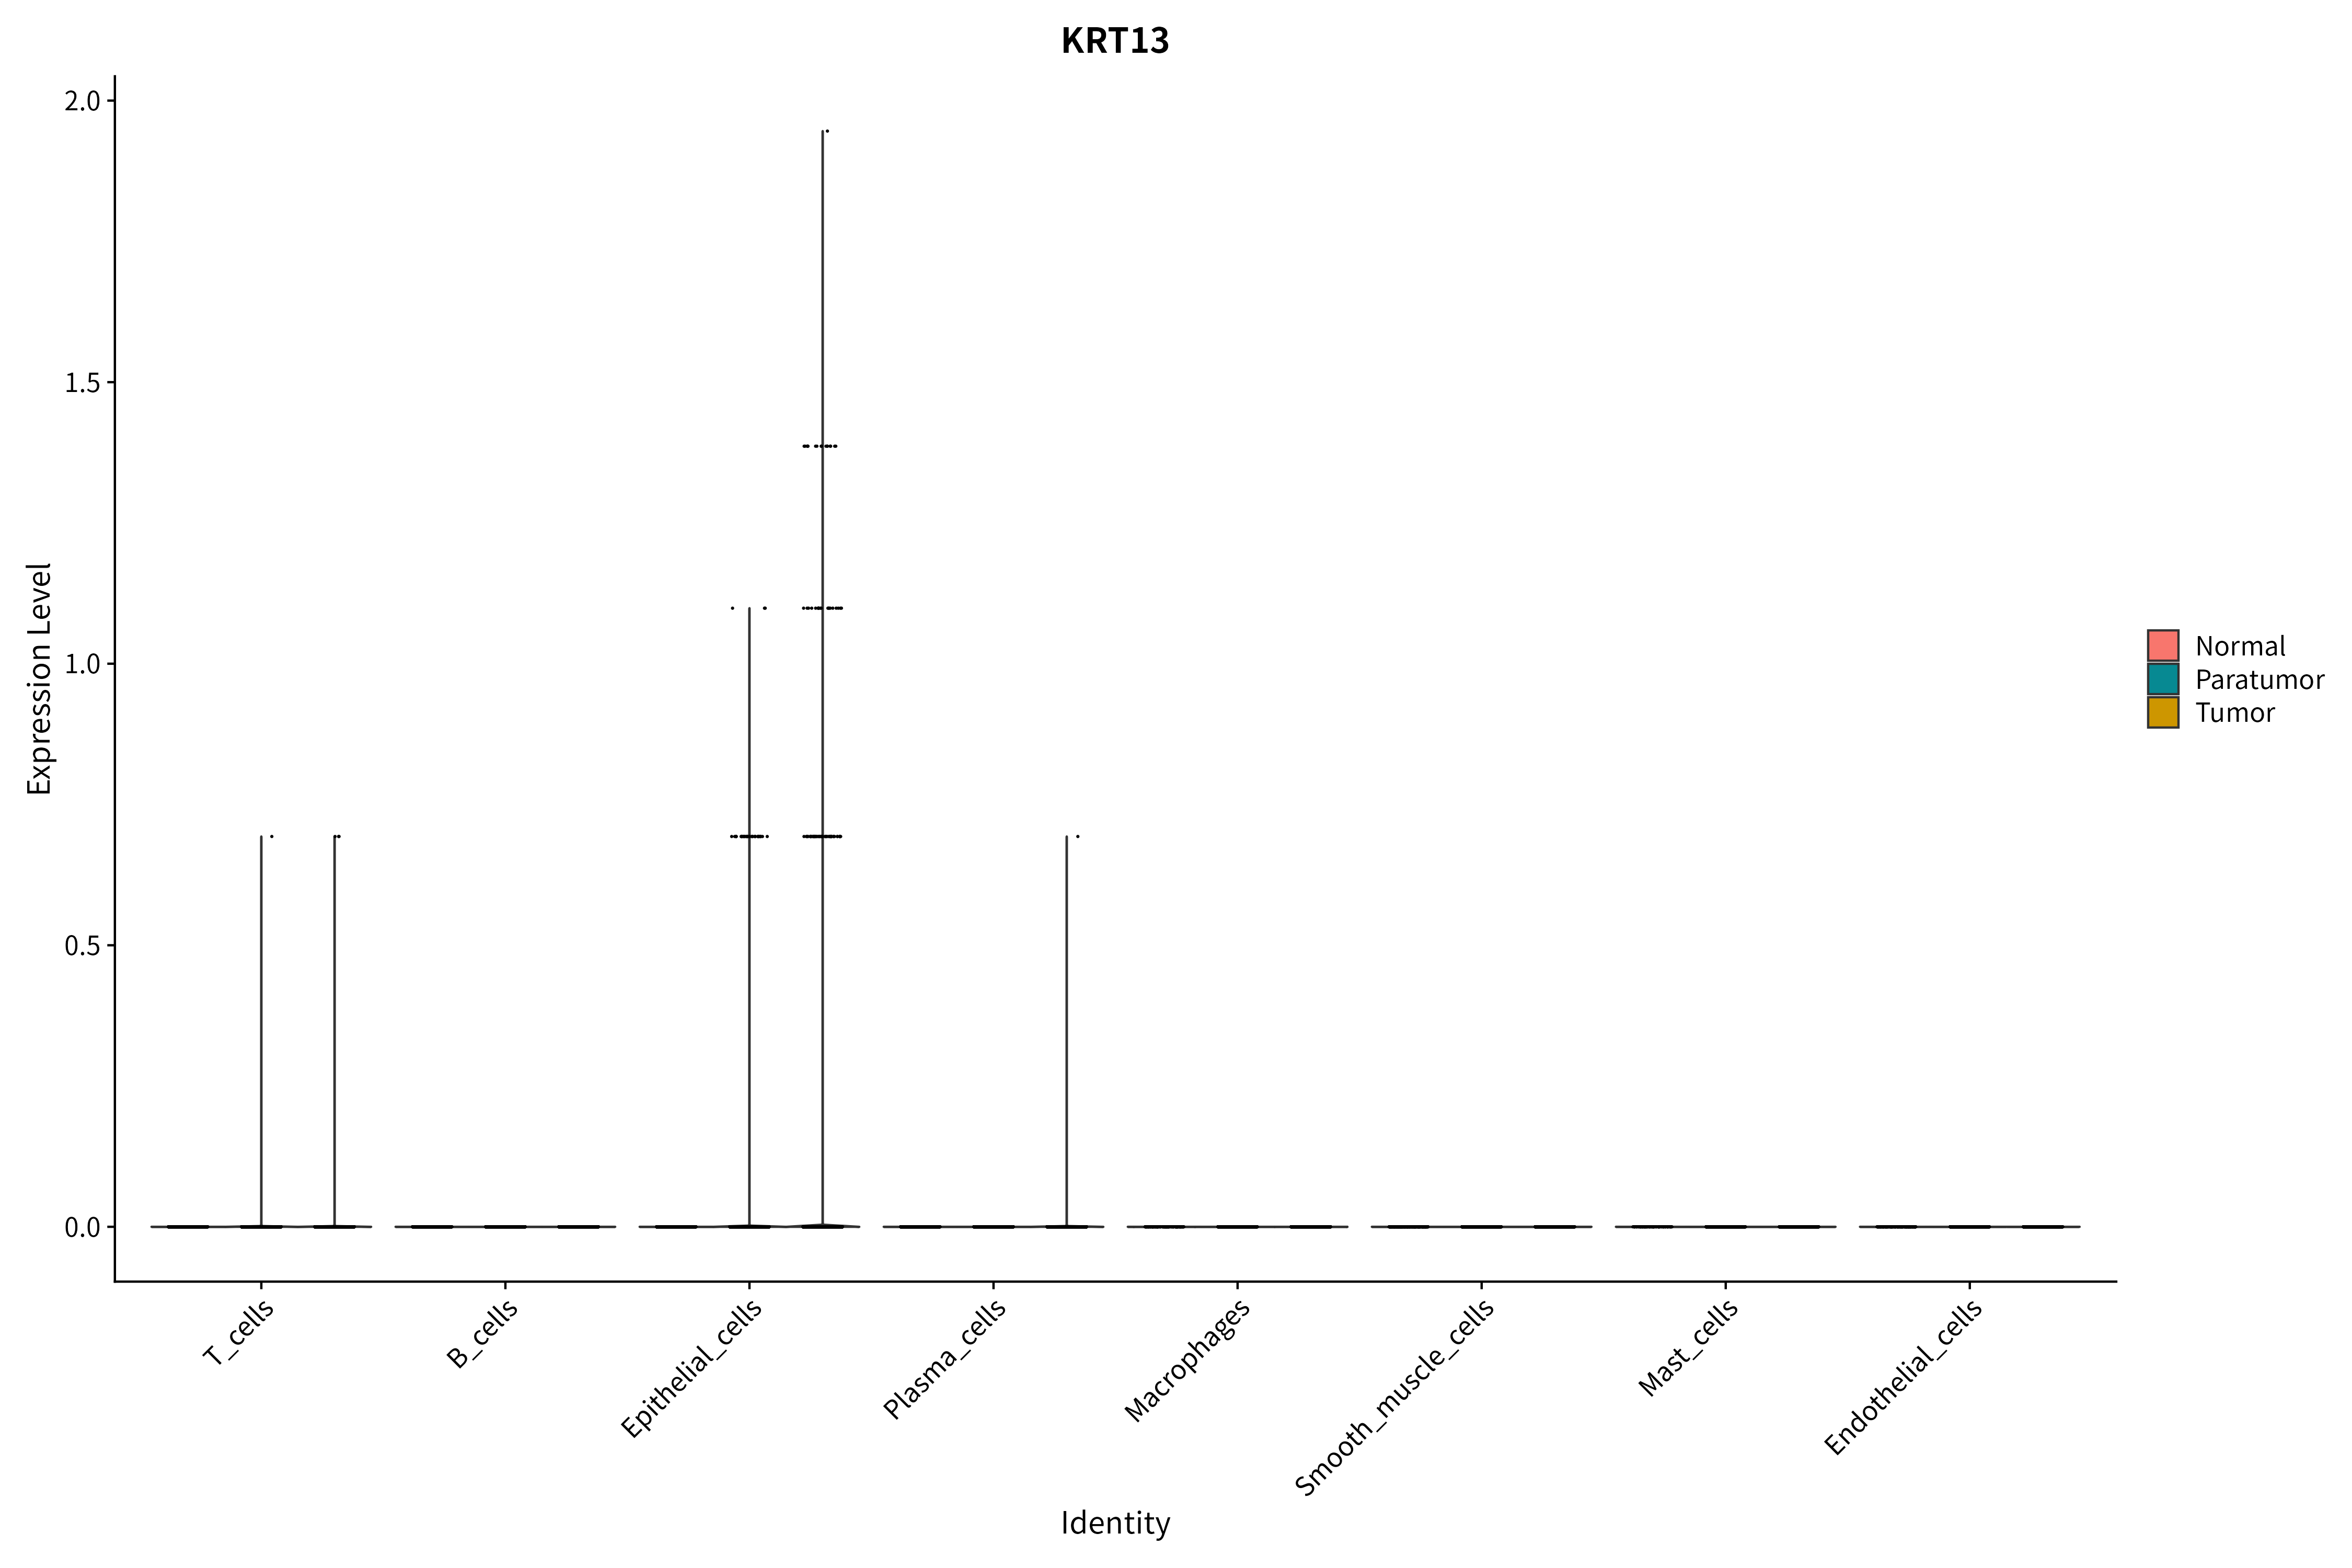 KRT13
2.0
1.5
1.0
0.5
0.0
Expression Level
T_cells
B_cells
Epithelial_cells
Plasma_cells
Macrophages
Smooth_muscle_cells
Mast_cells
Endothelial_cells
Identity
Normal
Paratumor
Tumor